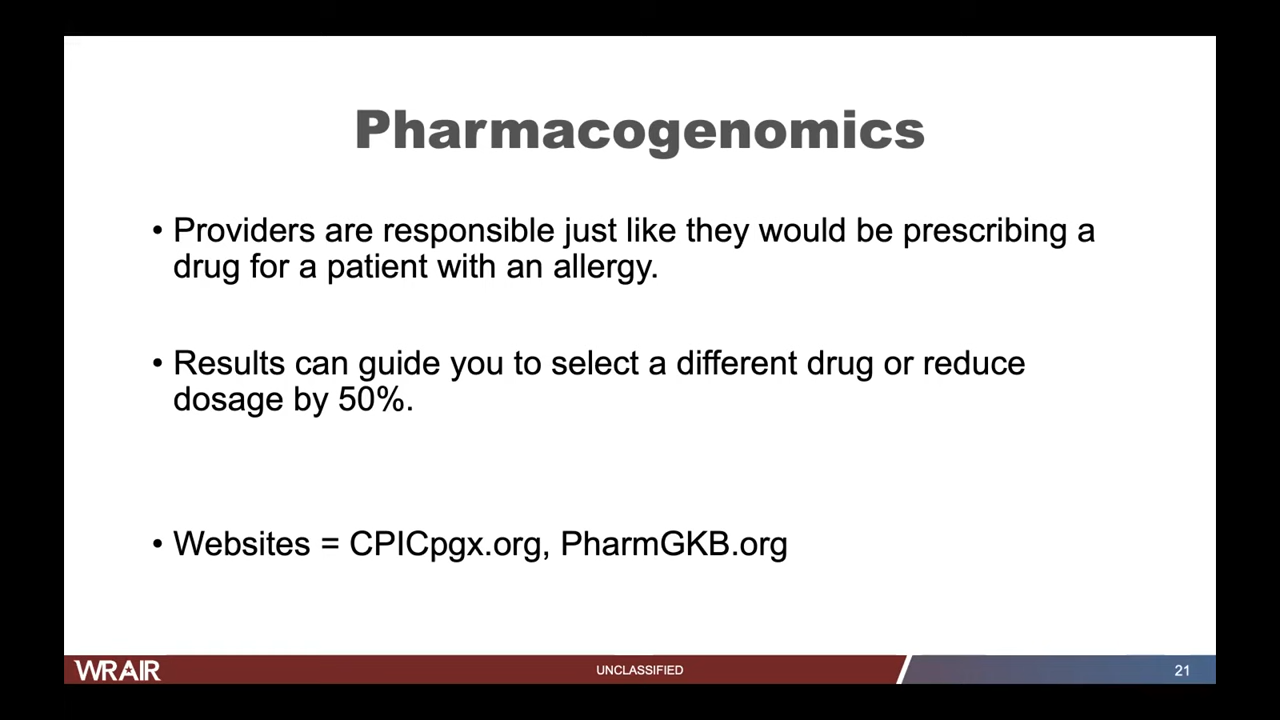 Pharmacogenomics
• Providers are responsible just like they would be prescribing a
drug for a patient with an allergy.
• Results can guide you to select a different drug or reduce
dosage by 50%.
• Websites = CPICpgx.org, PharmGKB.org
WRAIR
UNCLASSIFIED
21